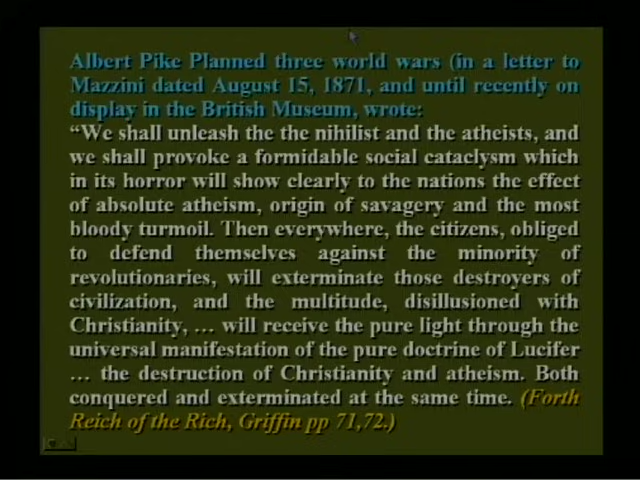 Albert Pike Planned three world wars (in a letter to
Mazzini dated August 15, 1871, and until recently on
display in the British Museum, wrote:
“We shall unleash the the nihilist and the atheists, and
we shall provoke a formidable social cataclysm which
in its horror will show clearly to the nations the effect
of absolute atheism, origin of savagery and the most
bloody turmoil. Then everywhere, the citizens, obliged
to defend themselves against the minority of
revolutionaries, will exterminate those destroyers of
civilization, and the multitude, disillusioned with
Christianity, … will receive the pure light through the
universal manifestation of the pure doctrine of Lucifer
… the destruction of Christianity and atheism. Both
conquered and exterminated at the same time. (Forth
Reich of the Rich, Griffin pp 71,72.)